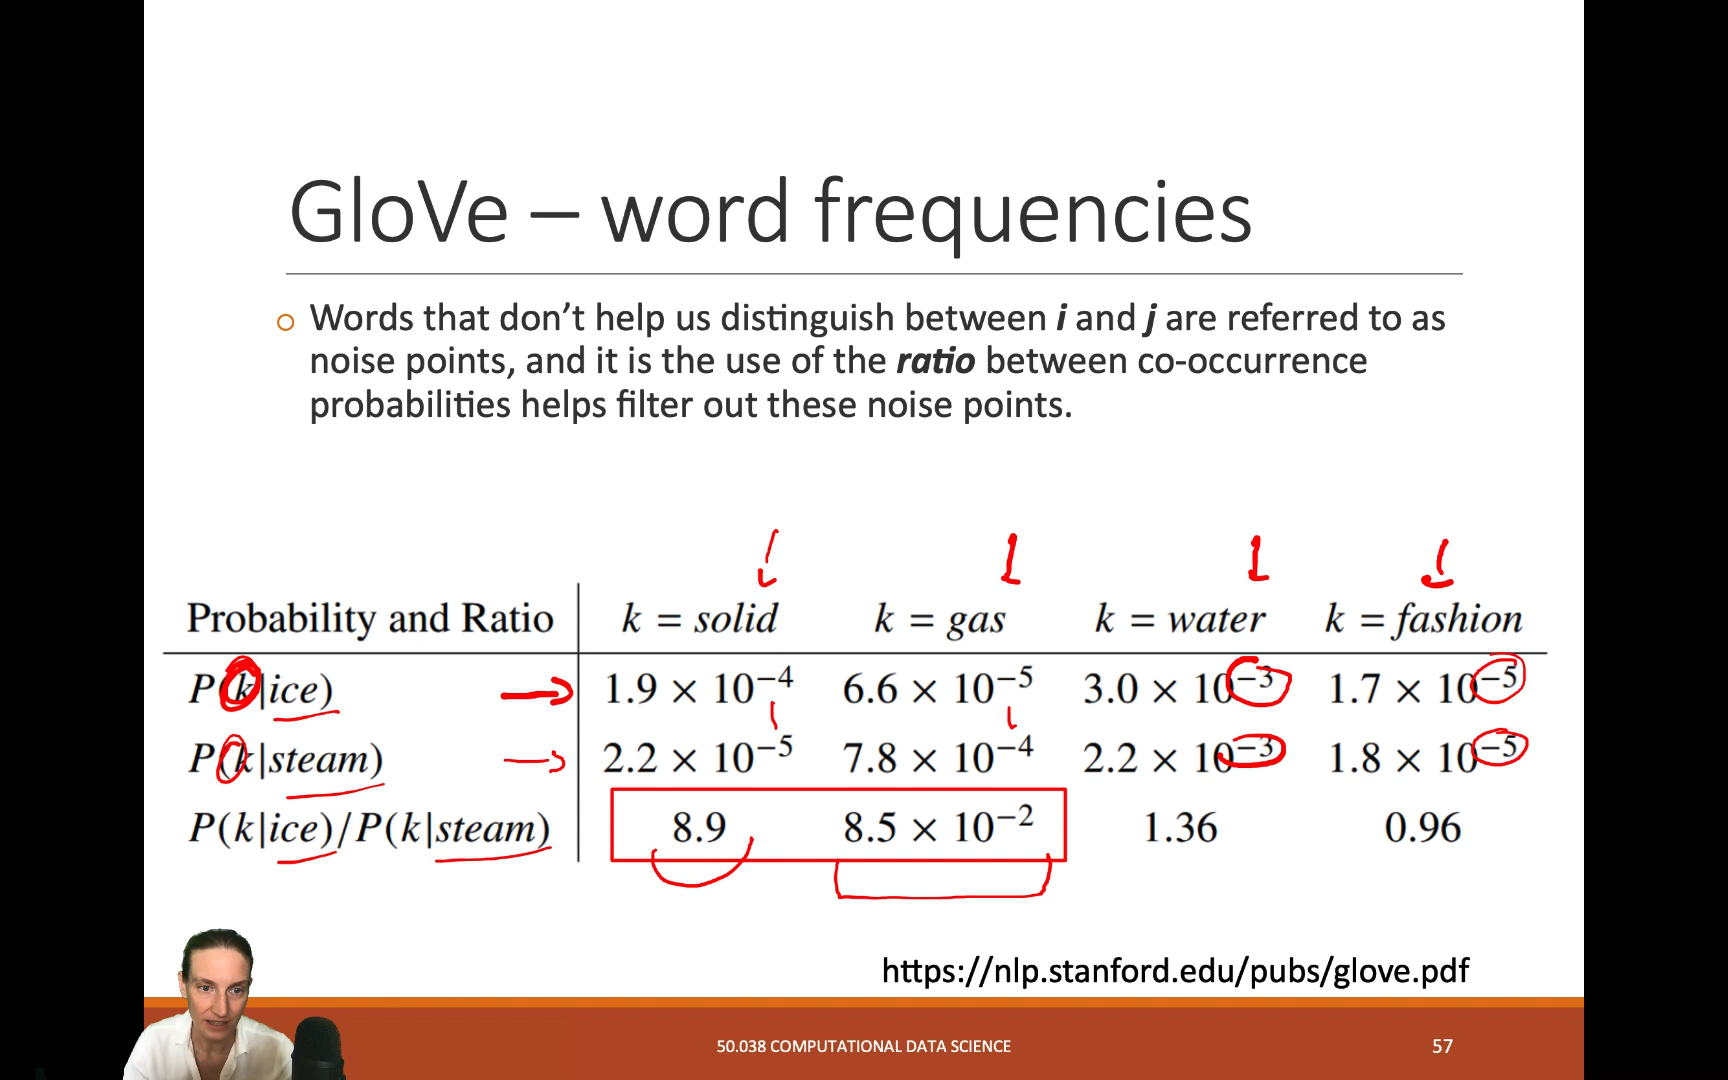 GloVe – word frequencies
Words that don't help us distinguish between i and j are referred to as
noise points, and it is the use of the ratio between co-occurrence
probabilities helps filter out these noise points.
Probability and Ratio k = solid k = gas k = water k = fashion
P(k|ice) 1.9 × 10⁻⁴ 6.6 × 10⁻⁵ 3.0 × 10⁻³ 1.7 × 10⁻⁵
P(k|steam) 2.2 × 10⁻⁵ 7.8 × 10⁻⁴ 2.2 × 10⁻³ 1.8 × 10⁻⁵
P(k|ice)/P(k|steam) 8.9 8.5 × 10⁻² 1.36 0.96
https://nlp.stanford.edu/pubs/glove.pdf
50.038 COMPUTATIONAL DATA SCIENCE 57